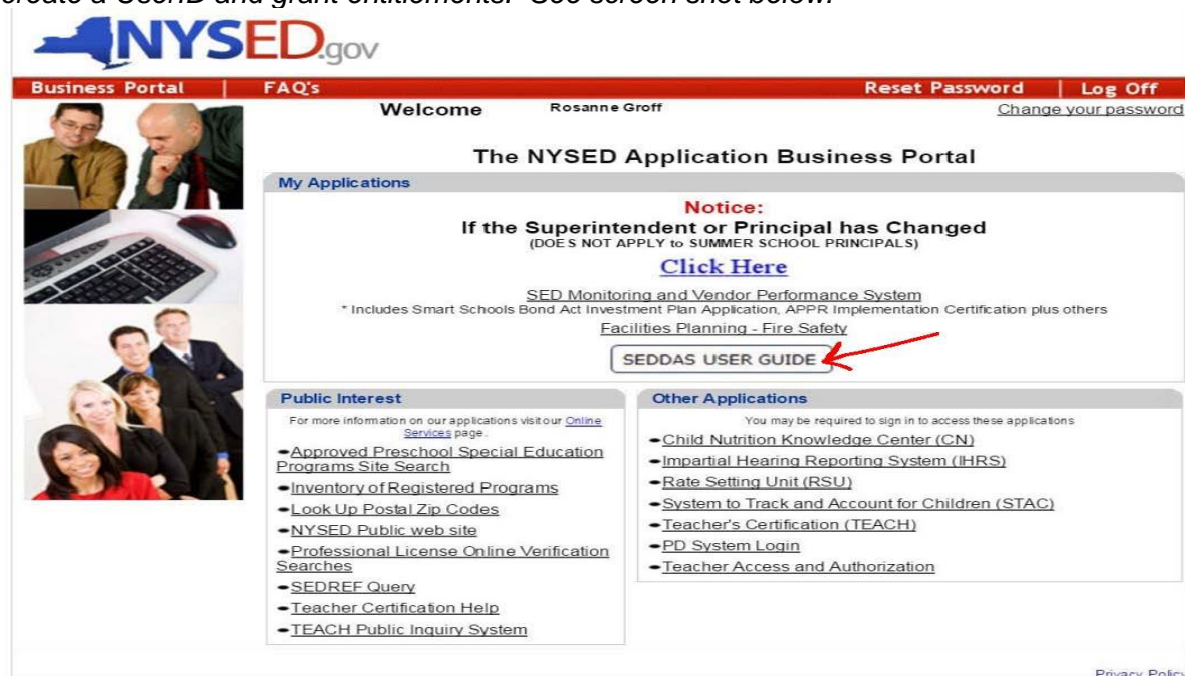 create a UserID and grant entitlements. See screen shot below.
NYSED.gov
Business Portal | FAQ's Reset Password | Log Off
Welcome Rosanne Groff Change your password
The NYSED Application Business Portal
My Applications
Notice:
If the Superintendent or Principal has Changed
(DOES NOT APPLY to SUMMER SCHOOL PRINCIPALS)
Click Here
SED Monitoring and Vendor Performance System
* Includes Smart Schools Bond Act Investment Plan Application, APPR Implementation Certification plus others
Facilities Planning - Fire Safety
SEDDAS USER GUIDE
Public Interest
For more information on our applications visit our Online
Services page.
Approved Preschool Special Education
Programs Site Search
Inventory of Registered Programs
Look Up Postal Zip Codes
NYSED Public web site
Professional License Online Verification
Searches
SEDREF Query
Teacher Certification Help
TEACH Public Inquiry System
Other Applications
You may be required to sign in to access these applications
Child Nutrition Knowledge Center (CN)
Impartial Hearing Reporting System (IHRS)
Rate Setting Unit (RSU)
System to Track and Account for Children (STAC)
Teacher's Certification (TEACH)
PD System Login
Teacher Access and Authorization
Privacy Policy